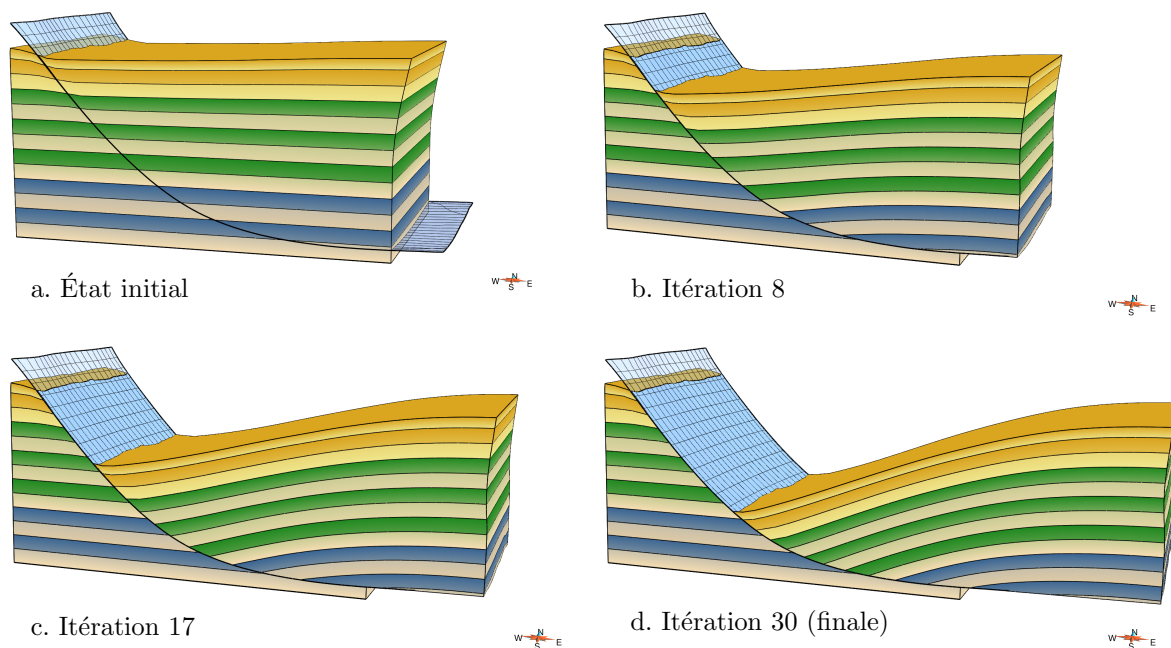 N
W E
S
a. État initial
N
W E
S
b. Itération 8
N
W E
S
c. Itération 17
N
W E
S
d. Itération 30 (finale)